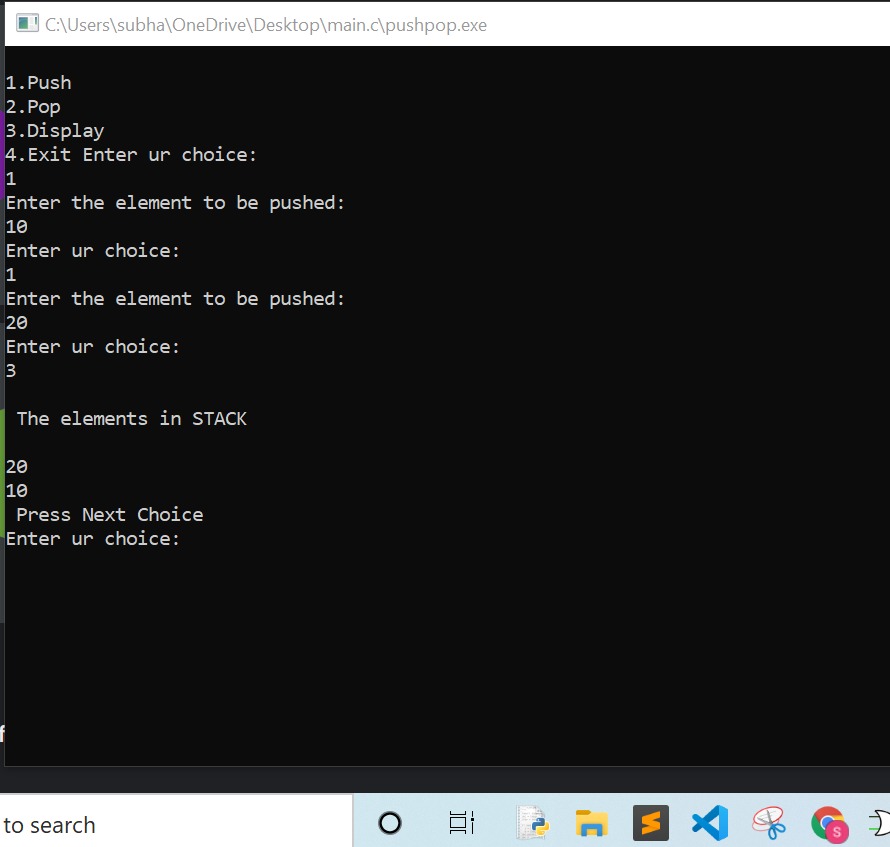 C:\Users\subha\OneDrive\Desktop\main.c\pushpop.exe
1.Push
2.Pop
3.Display
4.Exit Enter ur choice:
1
Enter the element to be pushed:
10
Enter ur choice:
1
Enter the element to be pushed:
20
Enter ur choice:
3
The elements in STACK
20
10
Press Next Choice
Enter ur choice:
f
to search
S